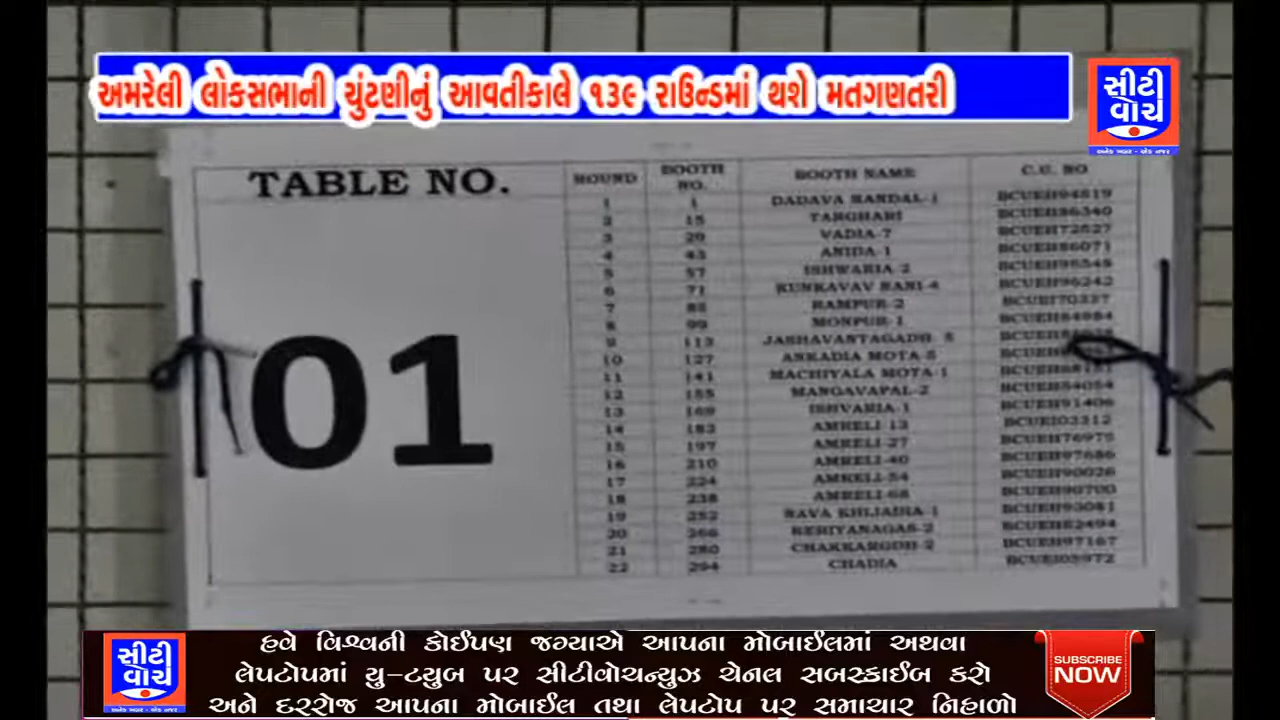 અમરેલી લોકસભાની ચુંટણીનું આવતીકાલે ૧૩૯ રાઉન્ડમાં થશે મતગણતરી
સીટી
વોચ
TABLE NO.
01
ROUND BOOTH NO. BOOTH NAME C.U. NO
1 1 DADAVA RANDAL-1 BCUEH94819
2 15 TARGHARI BCUEH86340
3 29 VADIA-7 BCUEH72827
4 43 ANIDA-1 BCUEH86071
5 57 ISHWARIA-2
6 71 KUNKAVAV NANI-4 BCUEH96242
7 85 RAMPUR-2 BCUEI70337
8 99 MONPUR-1 BCUEH84984
9 113 JASHAVANTAGADH-5
10 127 ANKADIA MOTA-5
11 141 MACHIYALA MOTA-1
12 155 MANGAVAPAL-2 BCUEH54054
13 169 ISHVARIA-1 BCUEH91406
14 183 AMRELI-13 BCUEI03312
15 197 AMRELI-27 BCUEH76975
16 210 AMRELI-40 BCUEH97686
17 224 AMRELI-54 BCUEH90026
18 238 AMRELI-68 BCUEH90700
19 252 RAVA KHIJADIA-1 BCUEH93081
20 266 KERIYANAGAS-2
21 280 CHAKKARGDH-2 BCUEH97167
22 294 CHADIA BCUEI05972
સીટી
વોચ
હવે વિશ્વની કોઈપણ જગ્યાએ આપના મોબાઈલમાં અથવા
લેપટોપમાં યુ-ટયુબ પર સીટીવોચન્યુઝ ચેનલ સબસ્ક્રાઈબ કરો
અને દરરોજ આપના મોબાઈલ તથા લેપટોપ પર સમાચાર નિહાળો
SUBSCRIBE
NOW